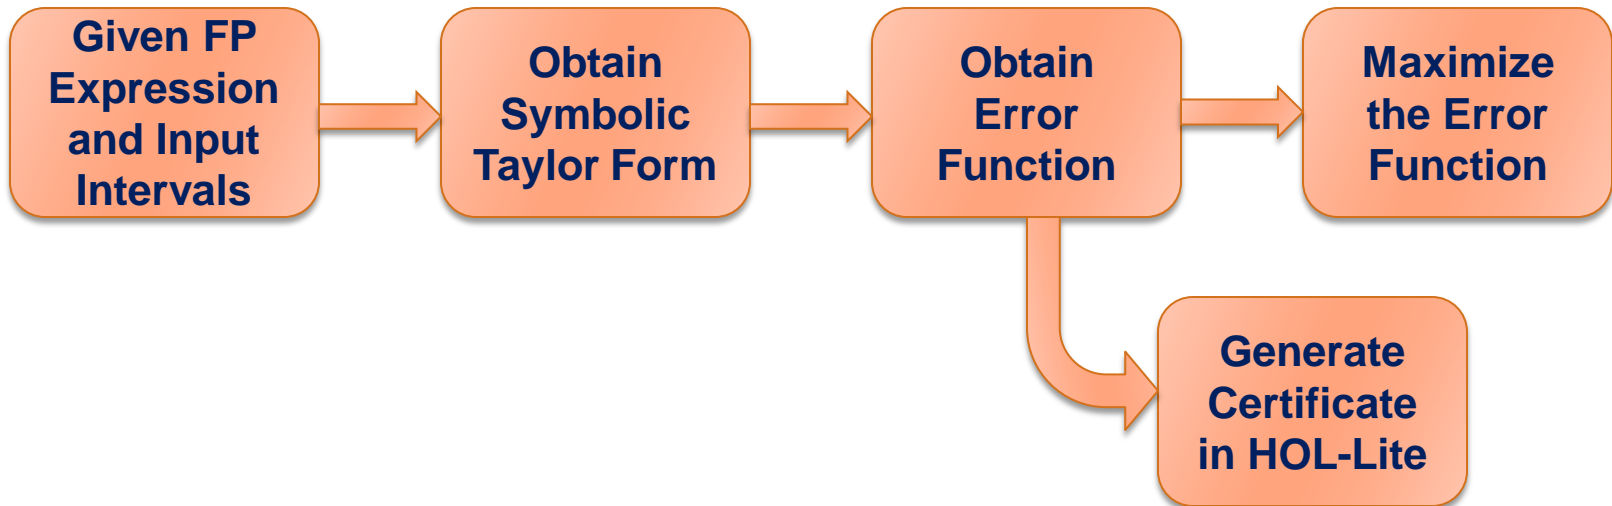 Given FP
Expression
and Input
Intervals
Obtain
Symbolic
Taylor Form
Obtain
Error
Function
Maximize
the Error
Function
Generate
Certificate
in HOL-Lite